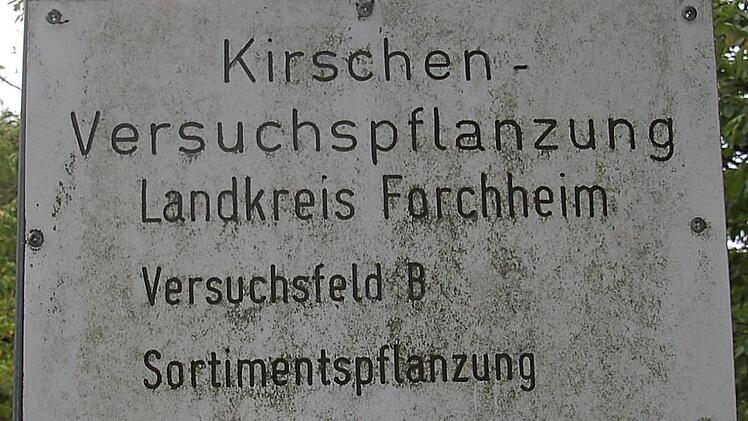 Kirschen-
Versuchspflanzung
Landkreis Forchheim
Versuchsfeld B
Sortimentspflanzung